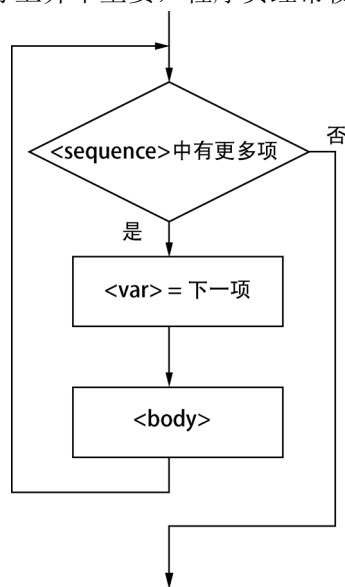 <sequence>中有更多项
否
是
<var> = 下一项
<body>